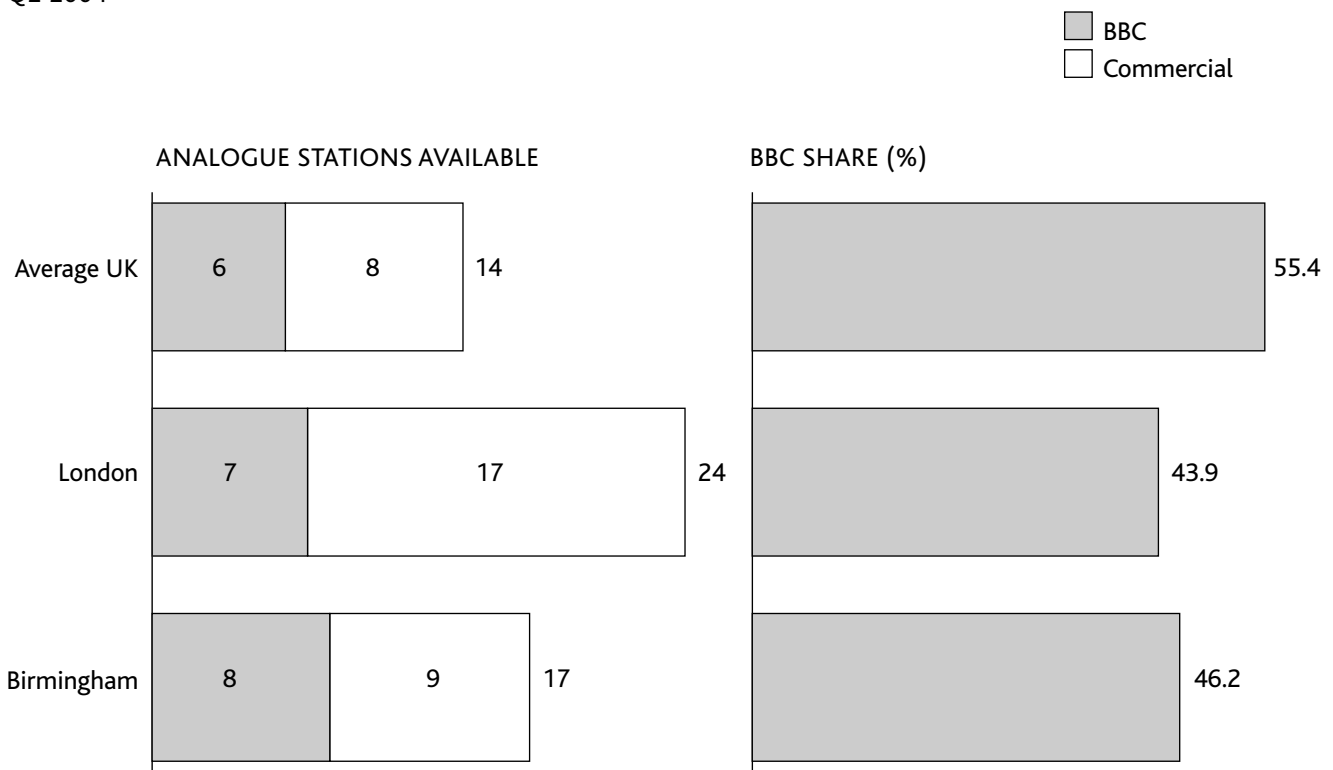 BBC
Commercial
ANALOGUE STATIONS AVAILABLE
BBC SHARE (%)
Average UK 6 8 14 55.4
London 7 17 24 43.9
Birmingham 8 9 17 46.2